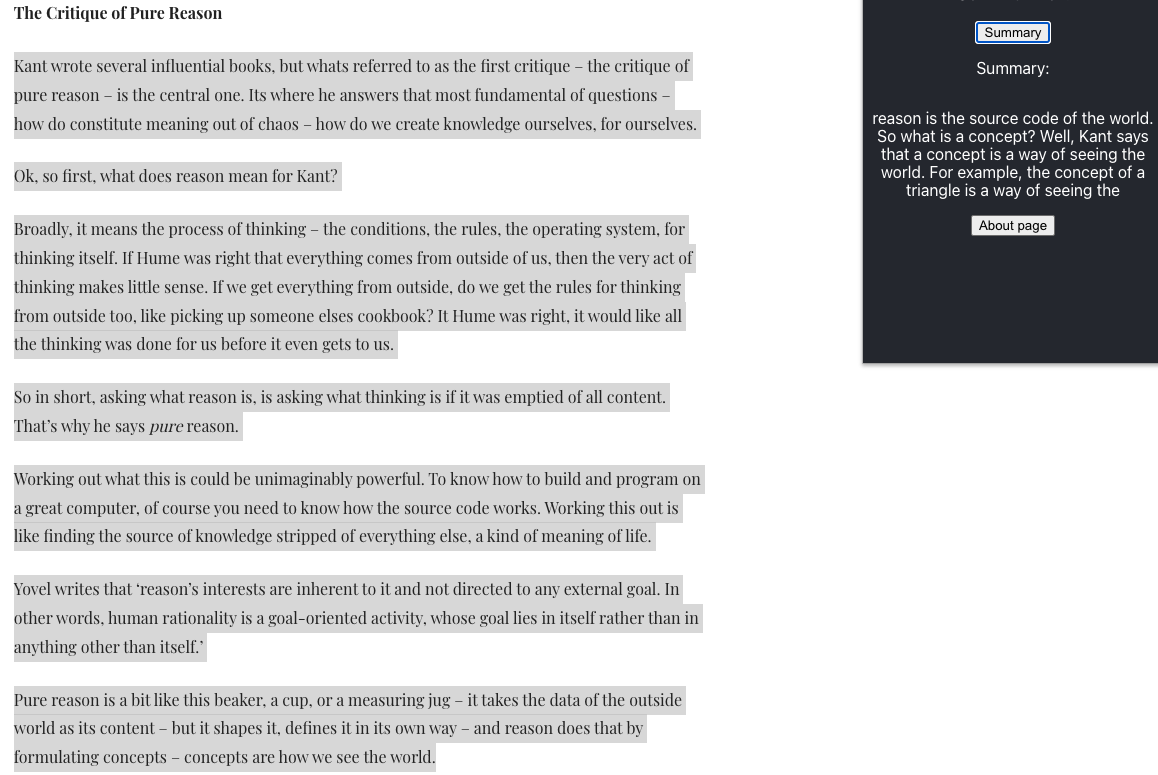 The Critique of Pure Reason
Kant wrote several influential books, but whats referred to as the first critique – the critique of
pure reason – is the central one. Its where he answers that most fundamental of questions –
how do constitute meaning out of chaos – how do we create knowledge ourselves, for ourselves.
Ok, so first, what does reason mean for Kant?
Broadly, it means the process of thinking – the conditions, the rules, the operating system, for
thinking itself. If Hume was right that everything comes from outside of us, then the very act of
thinking makes little sense. If we get everything from outside, do we get the rules for thinking
from outside too, like picking up someone elses cookbook? It Hume was right, it would like all
the thinking was done for us before it even gets to us.
So in short, asking what reason is, is asking what thinking is if it was emptied of all content.
That’s why he says pure reason.
Working out what this is could be unimaginably powerful. To know how to build and program on
a great computer, of course you need to know how the source code works. Working this out is
like finding the source of knowledge stripped of everything else, a kind of meaning of life.
Yovel writes that ‘reason’s interests are inherent to it and not directed to any external goal. In
other words, human rationality is a goal-oriented activity, whose goal lies in itself rather than in
anything other than itself.’
Pure reason is a bit like this beaker, a cup, or a measuring jug – it takes the data of the outside
world as its content – but it shapes it, defines it in its own way – and reason does that by
formulating concepts – concepts are how we see the world.
Summary
Summary:
reason is the source code of the world.
So what is a concept? Well, Kant says
that a concept is a way of seeing the
world. For example, the concept of a
triangle is a way of seeing the
About page